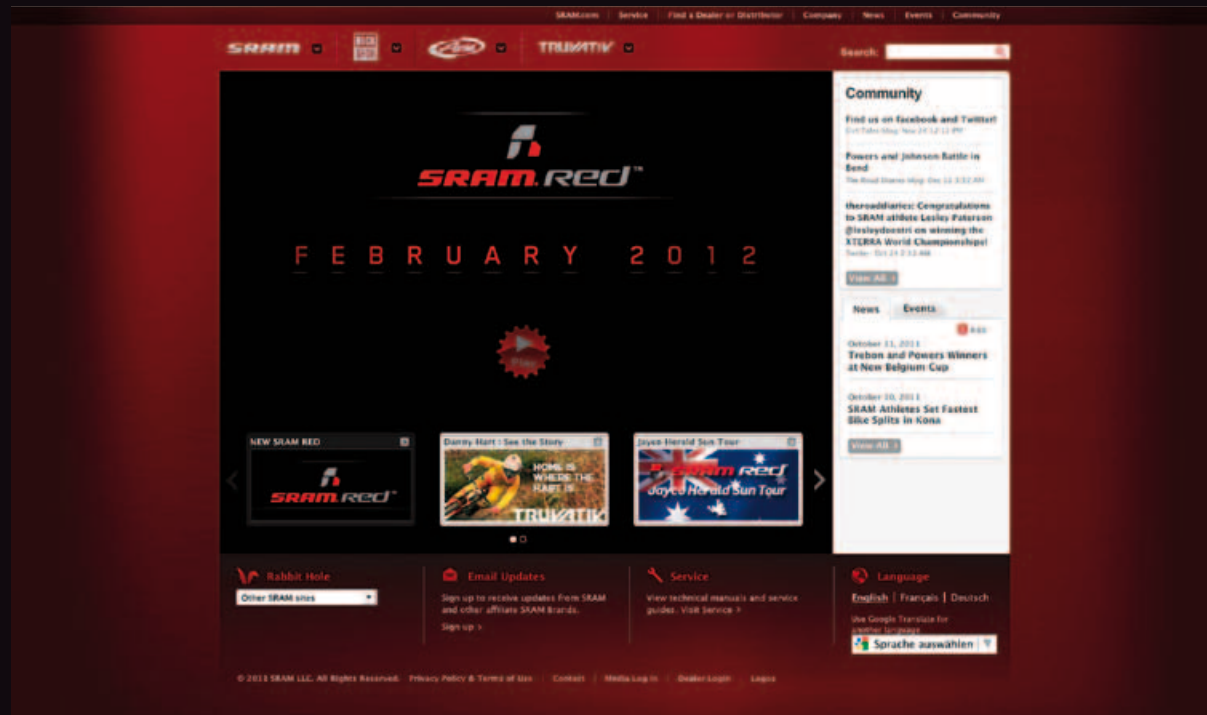 SRAM.com Service Find a Dealer or Distributor Company News Events Community
SRAM ROCK SHOX Avid TRUVATIV Search:
SRAM RED™
FEBRUARY 2012
Play
NEW SRAM RED
SRAM RED™
Danny Hart : See the Story
HOME IS
WHERE THE
HART IS
TRUVATIV
Jayco Herald Sun Tour
SRAM RED
Jayco Herald Sun Tour
Community
Find us on Facebook and Twitter!
Powers and Johnson Battle in
Bend
theroaddiaries: Congratulations
to SRAM athlete Lesley Paterson
@lesleydoestri on winning the
XTERRA World Championships!
View All >
News Events
October 11, 2011
Trebon and Powers Winners
at New Belgium Cup
October 10, 2011
SRAM Athletes Set Fastest
Bike Splits in Kona
View All >
Rabbit Hole
Other SRAM sites
Email Updates
Sign up to receive updates from SRAM
and other affiliate SRAM Brands.
Sign up >
Service
View technical manuals and service
guides. Visit Service >
Language
English | Français | Deutsch
Use Google Translate for
another language
Sprache auswählen
© 2011 SRAM LLC. All Rights Reserved. Privacy Policy & Terms of Use Contact Media Log In Dealer Login Logos